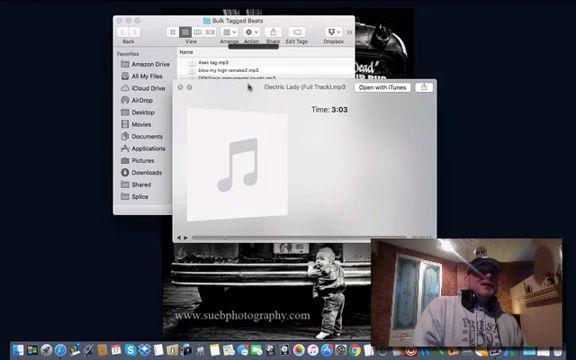 Bulk Tagged Beats
Back
View
Arrange
Action
Share
Edit Tags
Dropbox
Name
Amazon Drive
All My Files
iCloud Drive
AirDrop
Desktop
Movies
Documents
Applications
Pictures
Downloads
Shared
Splice
4sec tag.mp3
blow my high remake2.mp3
Electric Lady (Full Track).mp3
Open with iTunes
Time: 3:03
Dead"
www.suebphotography.com